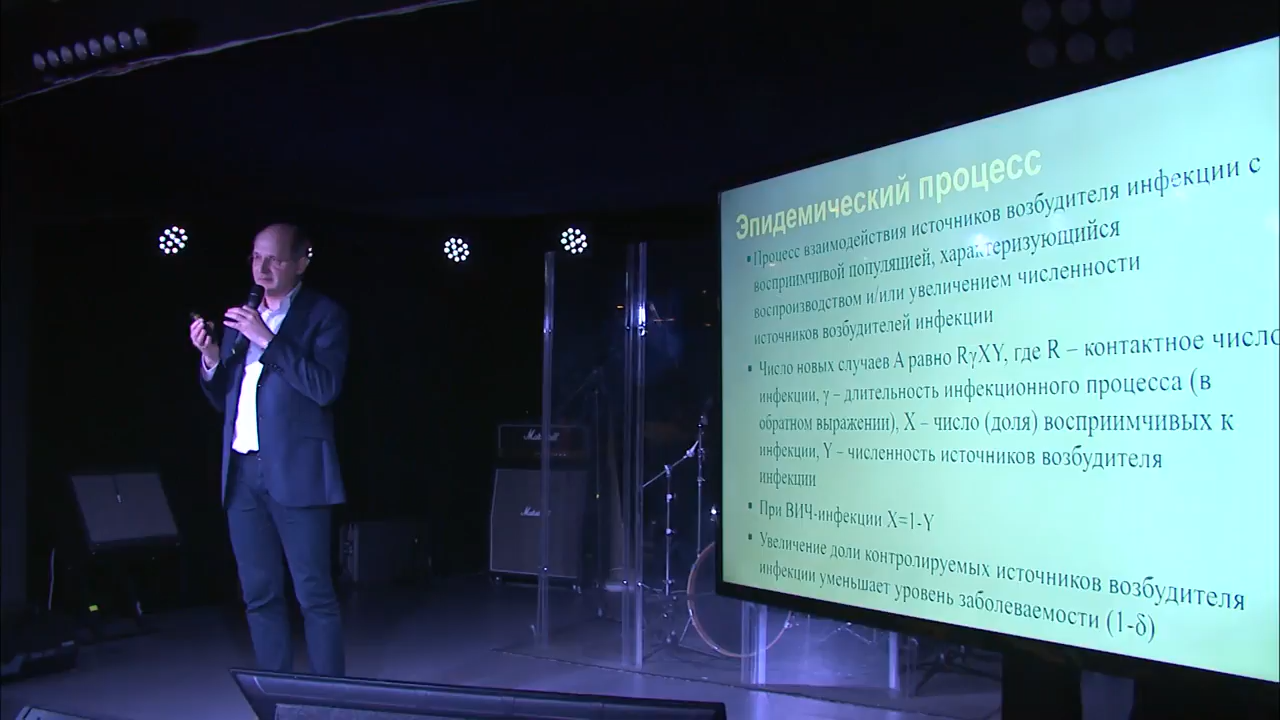 Эпидемический процесс
Процесс взаимодействия источников возбудителя инфекции с
восприимчивой популяцией, характеризующийся
воспроизводством и/или увеличением численности
источников возбудителей инфекции
Число новых случаев A равно RγXY, где R – контактное число
инфекции, γ – длительность инфекционного процесса (в
обратном выражении), X – число (доля) восприимчивых к
инфекции, Y – численность источников возбудителя
инфекции
При ВИЧ-инфекции X=1-Y
Увеличение доли контролируемых источников возбудителя
инфекции уменьшает уровень заболеваемости (1-δ)
Marshall
Marshall